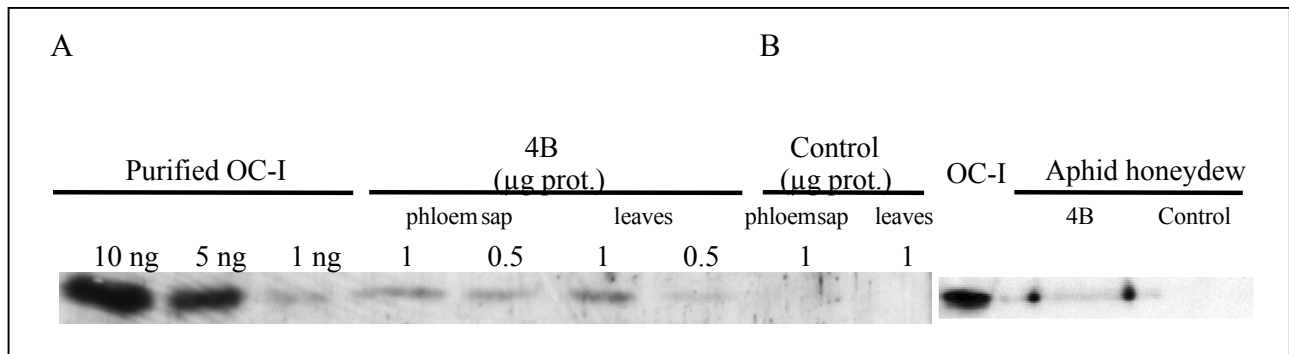 A B
4B Control
Purified OC-I (µg prot.) (µg prot.) OC-I Aphid honeydew
phloem sap leaves phloem sap leaves 4B Control
10 ng 5 ng 1 ng 1 0.5 1 0.5 1 1